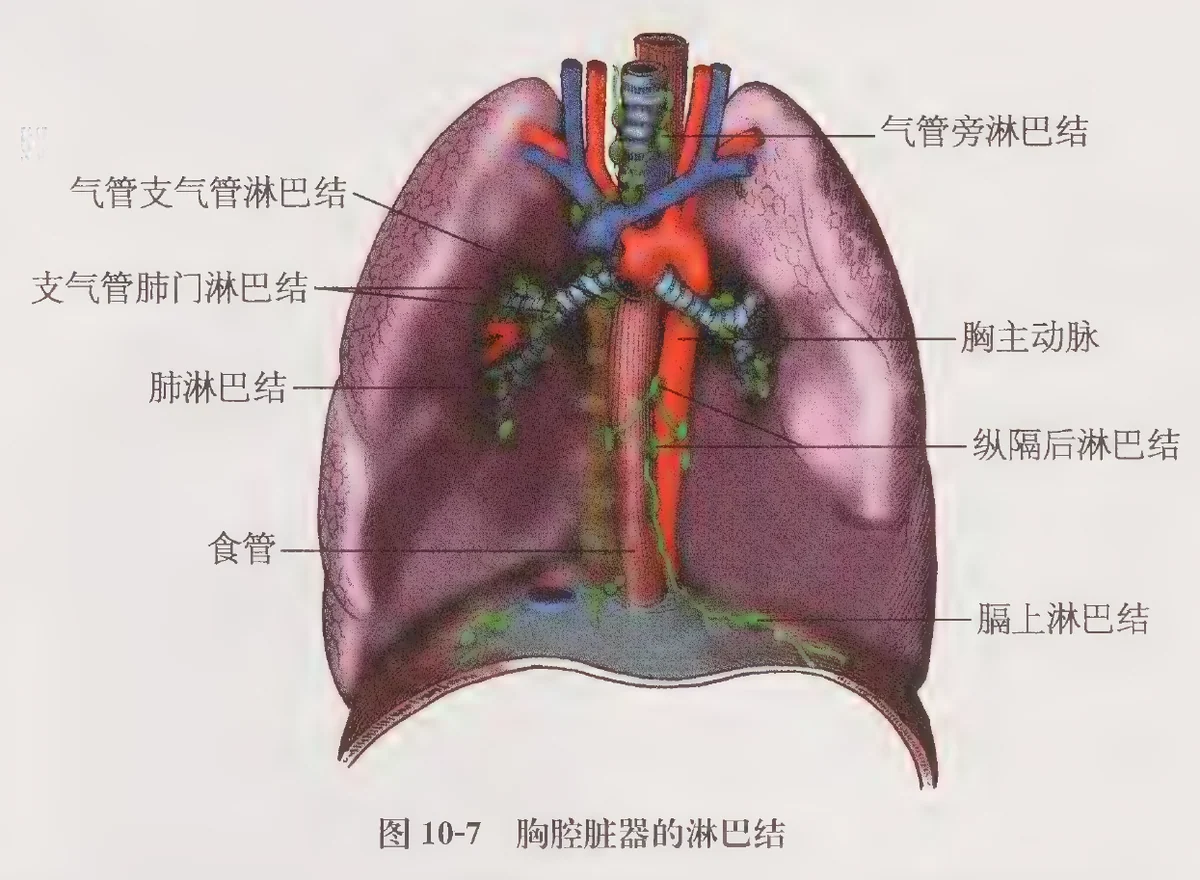 气管旁淋巴结
气管支气管淋巴结
支气管肺门淋巴结
胸主动脉
肺淋巴结
纵隔后淋巴结
食管
膈上淋巴结
图 10-7 胸腔脏器的淋巴结